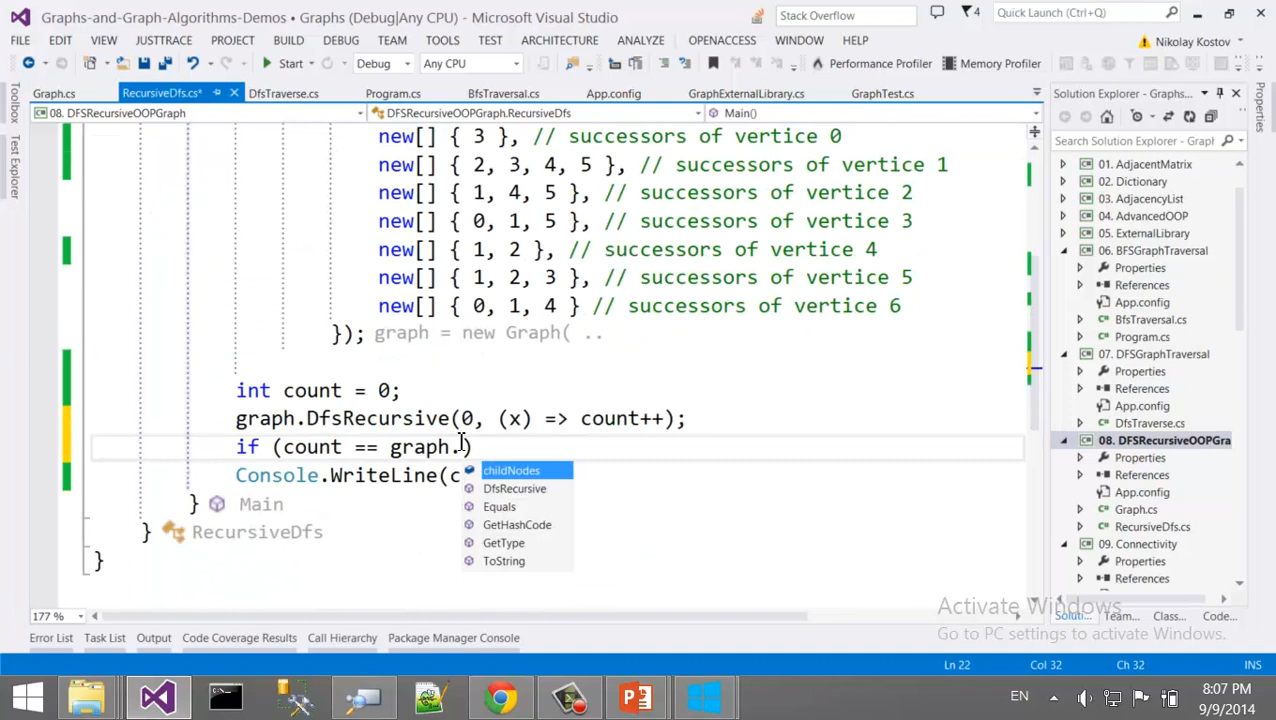 Graphs-and-Graph-Algorithms-Demos - Graphs (Debug|Any CPU) - Microsoft Visual Studio
Stack Overflow
4
Quick Launch (Ctrl+Q)
FILE EDIT VIEW JUSTTRACE PROJECT BUILD DEBUG TEAM TOOLS TEST ARCHITECTURE ANALYZE OPENACCESS WINDOW HELP
Nikolay Kostov
Start Debug Any CPU Performance Profiler Memory Profiler
Toolbox
Test Explorer
Graph.cs RecursiveDfs.cs* DfsTraverse.cs Program.cs BfsTraversal.cs App.config GraphExternalLibrary.cs GraphTest.cs
08. DFSRecursiveOOPGraph DFSRecursiveOOPGraph.RecursiveDfs Main()
new[] { 3 }, // successors of vertice 0
new[] { 2, 3, 4, 5 }, // successors of vertice 1
new[] { 1, 4, 5 }, // successors of vertice 2
new[] { 0, 1, 5 }, // successors of vertice 3
new[] { 1, 2 }, // successors of vertice 4
new[] { 1, 2, 3 }, // successors of vertice 5
new[] { 0, 1, 4 } // successors of vertice 6
}); graph = new Graph( ..
int count = 0;
graph.DfsRecursive(0, (x) => count++);
if (count == graph.)
Console.WriteLine(c
} Main
} RecursiveDfs
}
childNodes
DfsRecursive
Equals
GetHashCode
GetType
ToString
177 %
Solution Explorer - Graphs...
Search Solution Explorer - Graph
01. AdjacentMatrix
02. Dictionary
03. AdjacencyList
04. AdvancedOOP
05. ExternalLibrary
06. BFSGraphTraversal
Properties
References
App.config
BfsTraversal.cs
Program.cs
07. DFSGraphTraversal
Properties
References
App.config
DfsTraverse.cs
08. DFSRecursiveOOPGra
Properties
References
App.config
Graph.cs
RecursiveDfs.cs
09. Connectivity
Properties
References
Soluti... Team... Class... Code...
Activate Windows
Go to PC settings to activate Windows.
Error List Task List Output Code Coverage Results Call Hierarchy Package Manager Console
Ln 22 Col 32 Ch 32 INS
EN
8:07 PM
9/9/2014